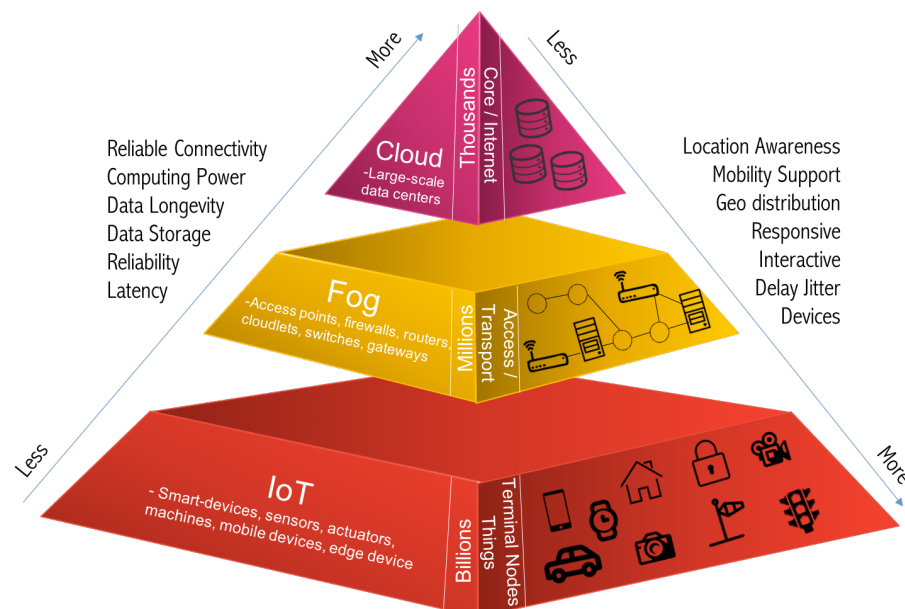 More
Less
Reliable Connectivity
Computing Power
Data Longevity
Data Storage
Reliability
Latency
Less
Cloud
-Large-scale
data centers
Thousands
Core / Internet
Location Awareness
Mobility Support
Geo distribution
Responsive
Interactive
Delay Jitter
Devices
More
Fog
-Access points, firewalls, routers,
cloudlets, switches, gateways
Millions
Access /
Transport
IoT
- Smart-devices, sensors, actuators,
machines, mobile devices, edge device
Billions
Terminal Nodes
Things